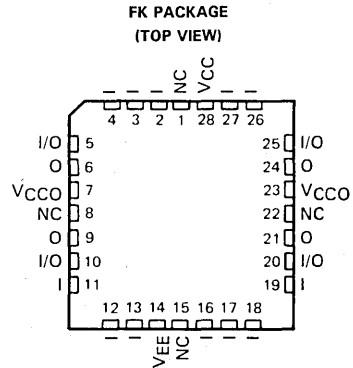 FK PACKAGE
(TOP VIEW)
I I I NC VCC I I
4 3 2 1 28 27 26
I/O 5 25 I/O
O 6 24 O
VCCO 7 23 VCCO
NC 8 22 NC
O 9 21 O
I/O 10 20 I/O
I 11 19 I
12 13 14 15 16 17 18
I I VEE NC I I I